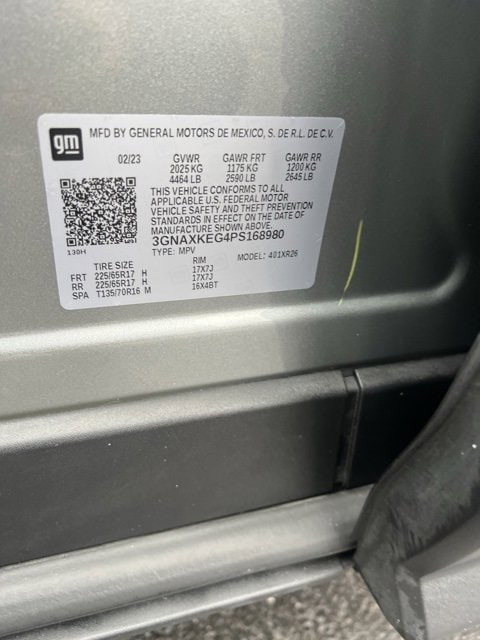 gm
MFD BY GENERAL MOTORS DE MEXICO, S. DE R.L. DE C.V.
02/23 GVWR GAWR FRT GAWR RR
2025 KG 1175 KG 1200 KG
4464 LB 2590 LB 2645 LB
THIS VEHICLE CONFORMS TO ALL
APPLICABLE U.S. FEDERAL MOTOR
VEHICLE SAFETY AND THEFT PREVENTION
STANDARDS IN EFFECT ON THE DATE OF
MANUFACTURE SHOWN ABOVE.
3GNAXKEG4PS168980
130H TYPE: MPV MODEL: 401XR26
TIRE SIZE RIM
FRT 225/65R17 H 17X7J
RR 225/65R17 H 17X7J
SPA T135/70R16 M 16X4BT